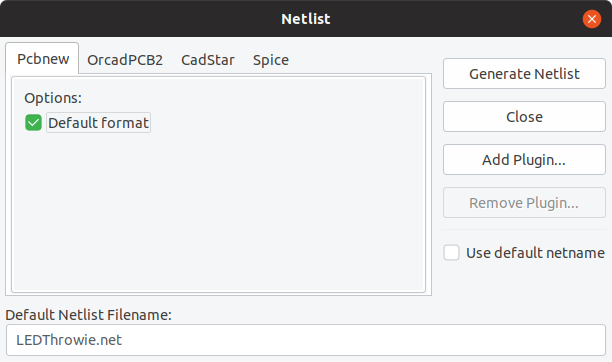 Netlist
Pcbnew OrcadPCB2 CadStar Spice
Options:
Default format
Generate Netlist
Close
Add Plugin...
Remove Plugin...
Use default netname
Default Netlist Filename:
LEDThrowie.net